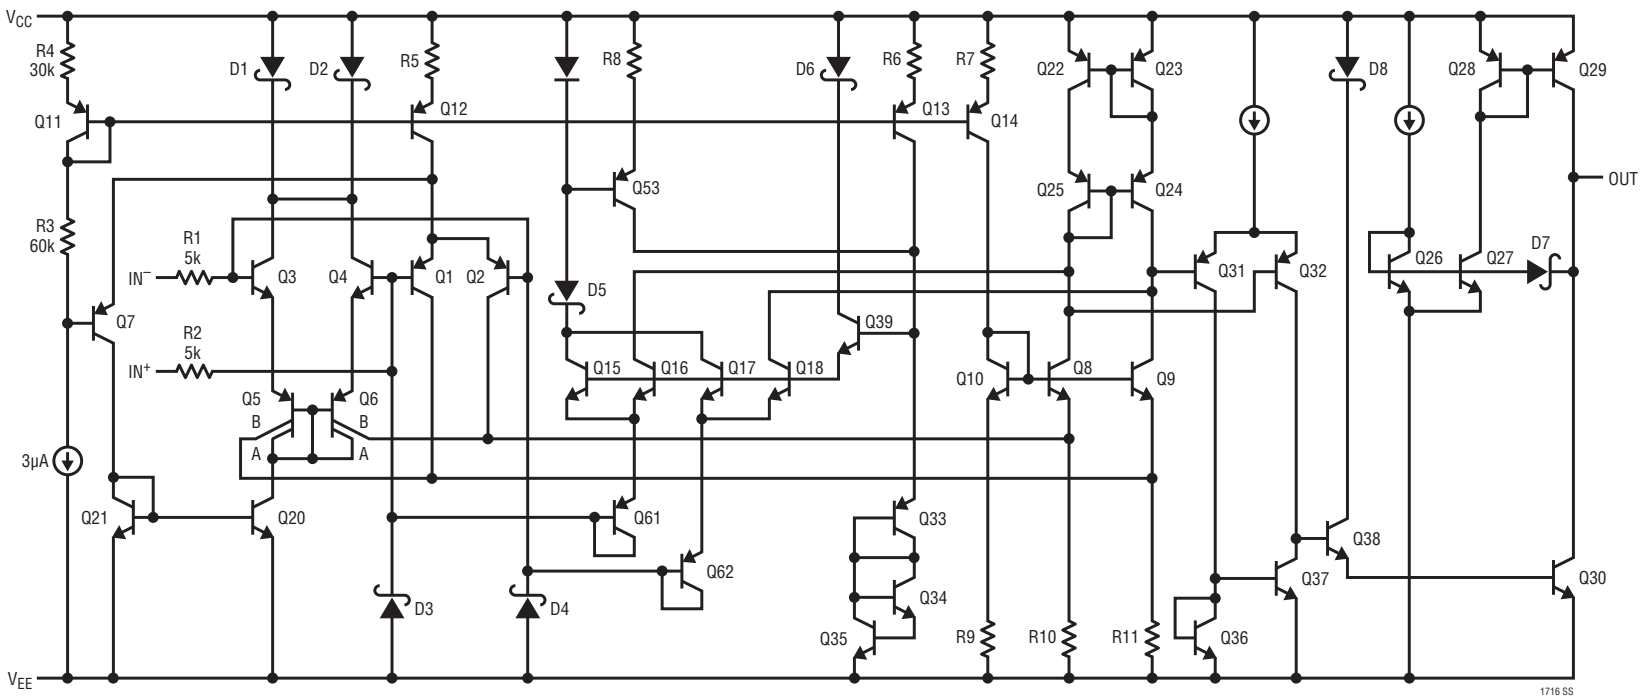 VCC
R4
30k
D1
D2
R5
R8
D6
R6
R7
Q22
Q23
D8
Q28
Q29
Q11
Q12
Q13
Q14
Q53
Q25
Q24
OUT
R3
60k
R1
5k
IN−
Q3
Q4
Q1
Q2
D5
Q31
Q32
Q26
Q27
D7
Q7
R2
5k
IN+
Q39
Q15
Q16
Q17
Q18
Q10
Q8
Q9
Q5
Q6
B
B
A
A
3µA
Q21
Q20
Q61
Q33
Q38
Q62
Q37
Q30
D3
D4
Q34
Q35
R9
R10
R11
Q36
VEE
1716 SS